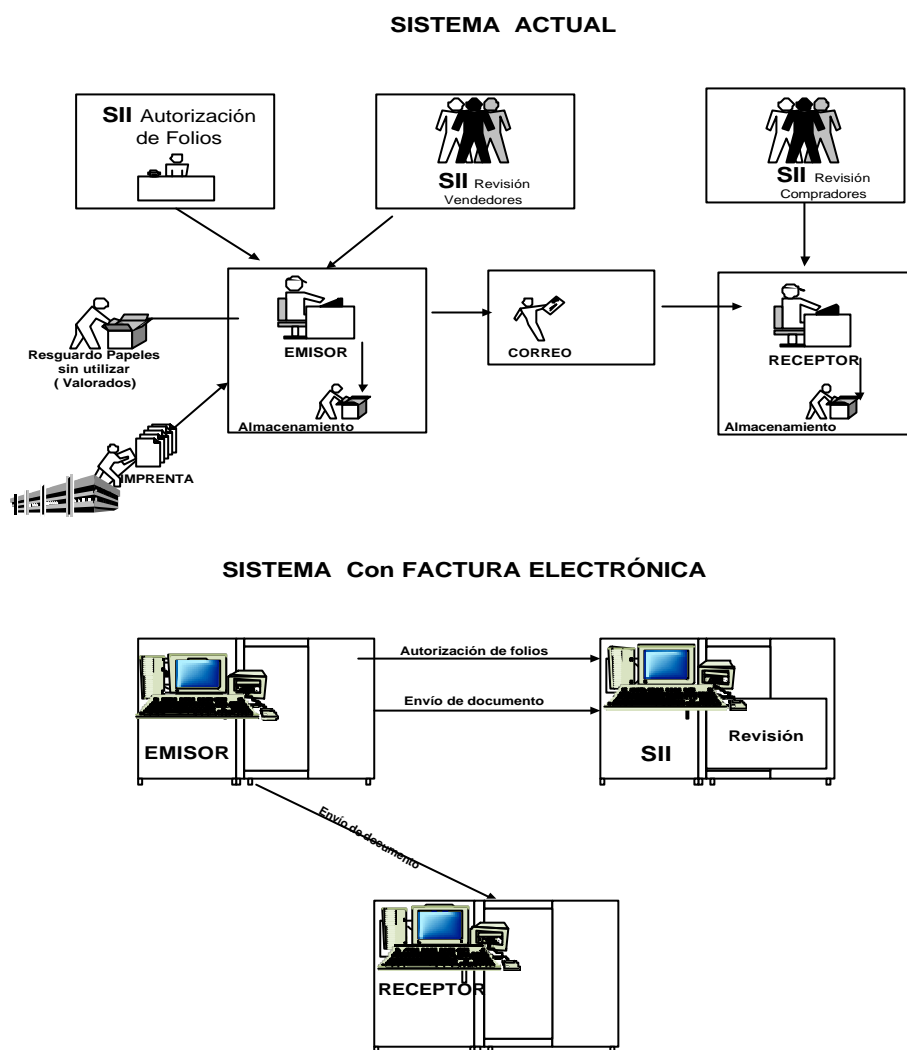 SISTEMA ACTUAL
SII Autorización
de Folios
SII Revisión
Vendedores
SII Revisión
Compradores
Resguardo Papeles
sin utilizar
( Valorados)
EMISOR
Almacenamiento
CORREO
RECEPTOR
Almacenamiento
IMPRENTA
SISTEMA Con FACTURA ELECTRÓNICA
Autorización de folios
Envío de documento
EMISOR
SII
Revisión
Envío de documento
RECEPTOR